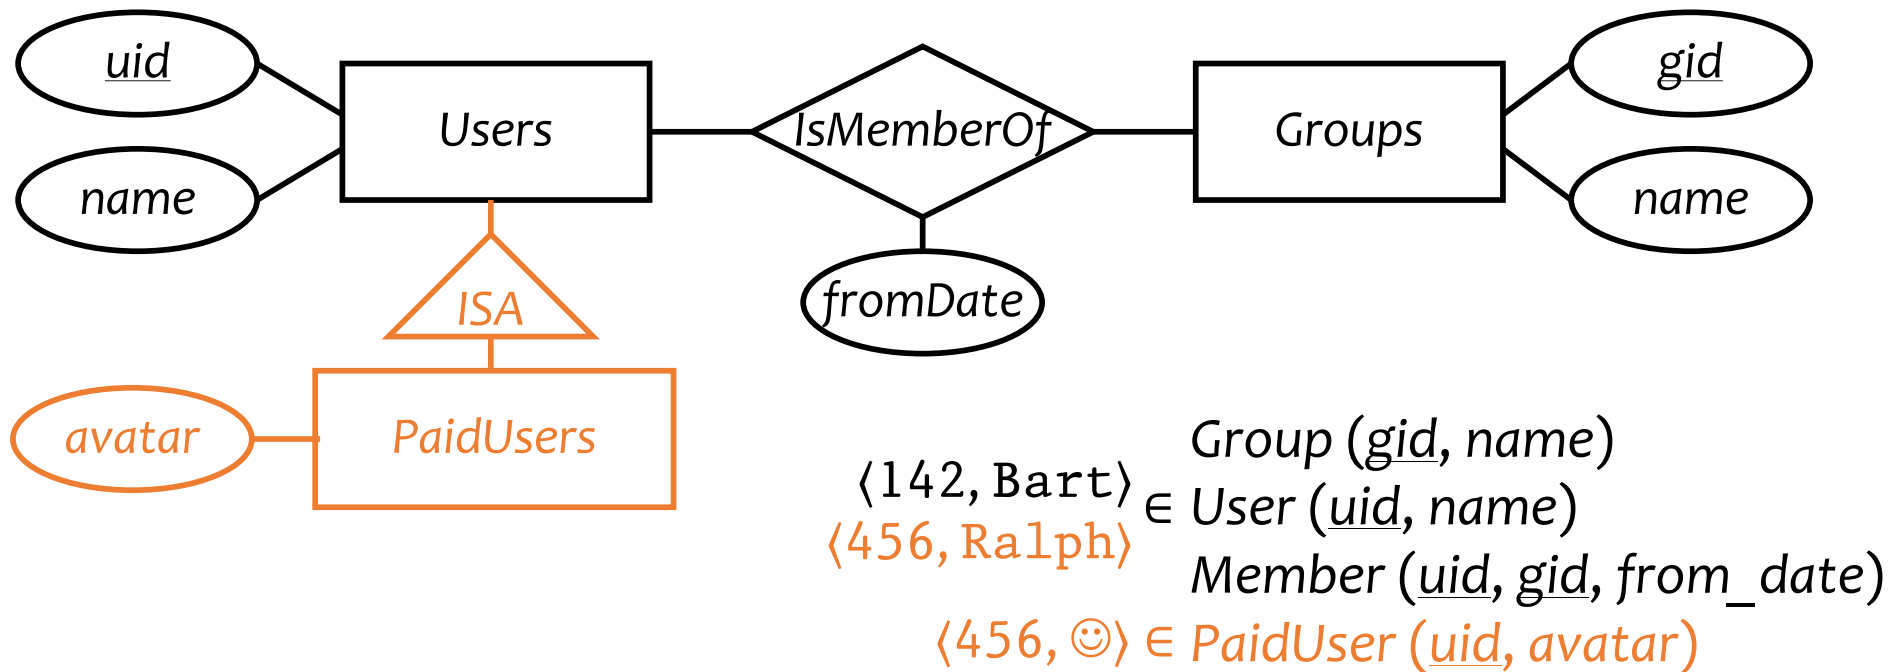 uid
name
Users
IsMemberOf
fromDate
Groups
gid
name
ISA
avatar
PaidUsers
Group (gid, name)
⟨142, Bart⟩
⟨456, Ralph⟩
∈ User (uid, name)
Member (uid, gid, from_date)
⟨456, ☺⟩ ∈ PaidUser (uid, avatar)